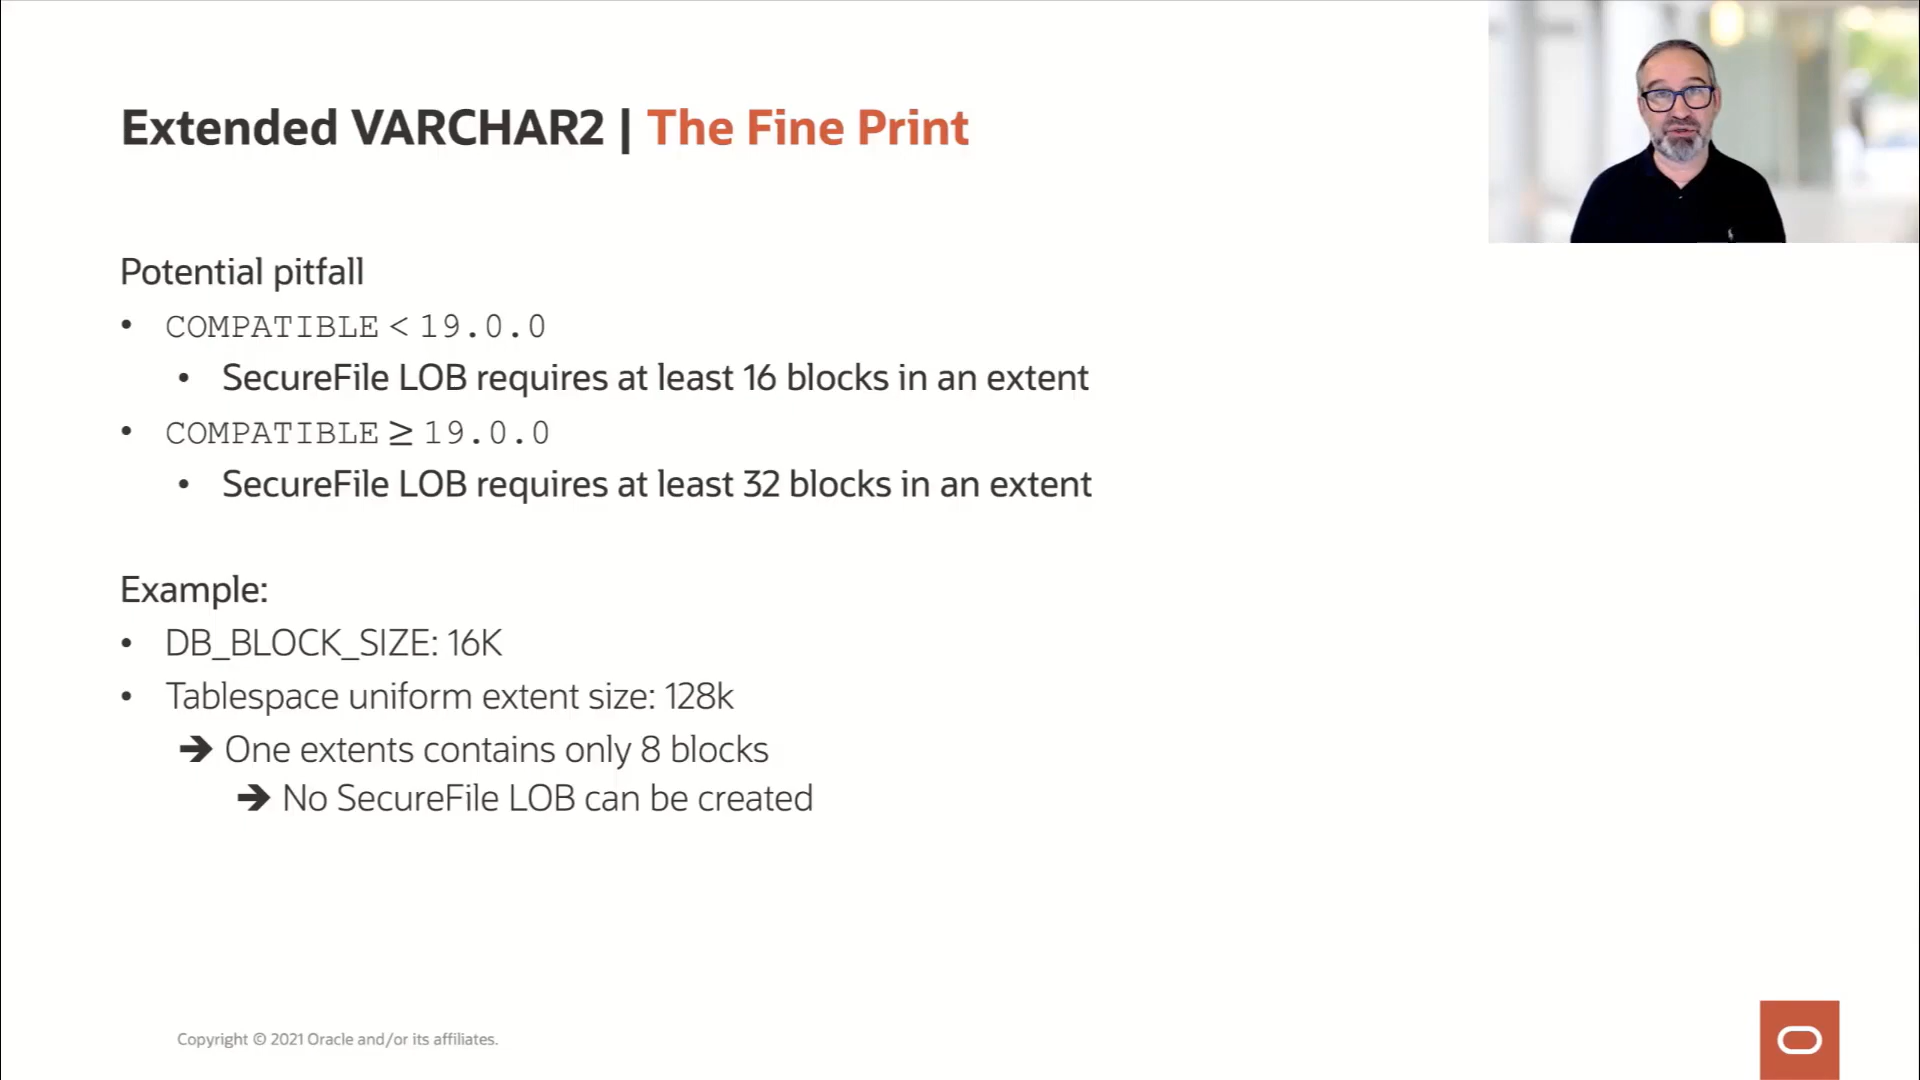 Extended VARCHAR2 | The Fine Print
Potential pitfall
• COMPATIBLE < 19.0.0
• SecureFile LOB requires at least 16 blocks in an extent
• COMPATIBLE ≥ 19.0.0
• SecureFile LOB requires at least 32 blocks in an extent
Example:
• DB_BLOCK_SIZE: 16K
• Tablespace uniform extent size: 128k
➔ One extents contains only 8 blocks
➔ No SecureFile LOB can be created
Copyright © 2021 Oracle and/or its affiliates.